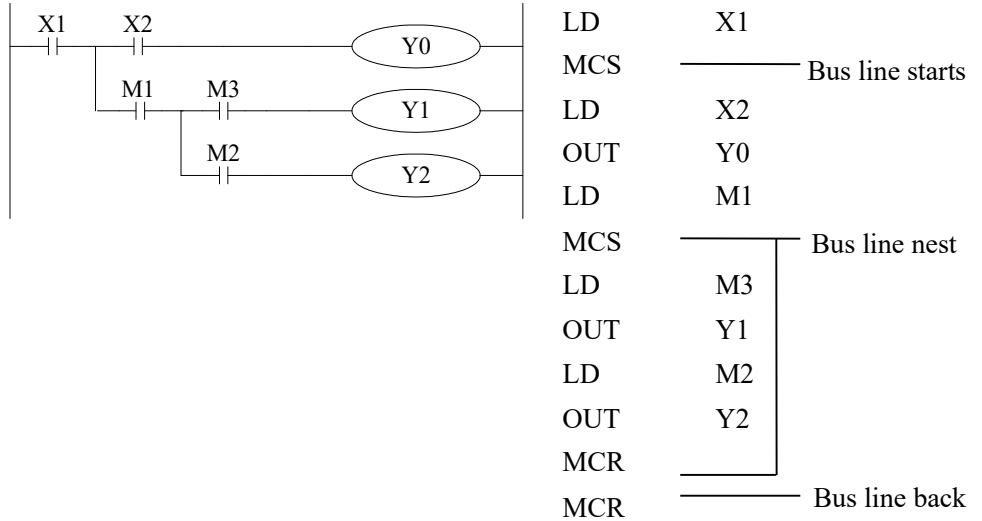 X1 X2 Y0
M1 M3 Y1
M2 Y2
LD X1
MCS Bus line starts
LD X2
OUT Y0
LD M1
MCS Bus line nest
LD M3
OUT Y1
LD M2
OUT Y2
MCR
MCR Bus line back